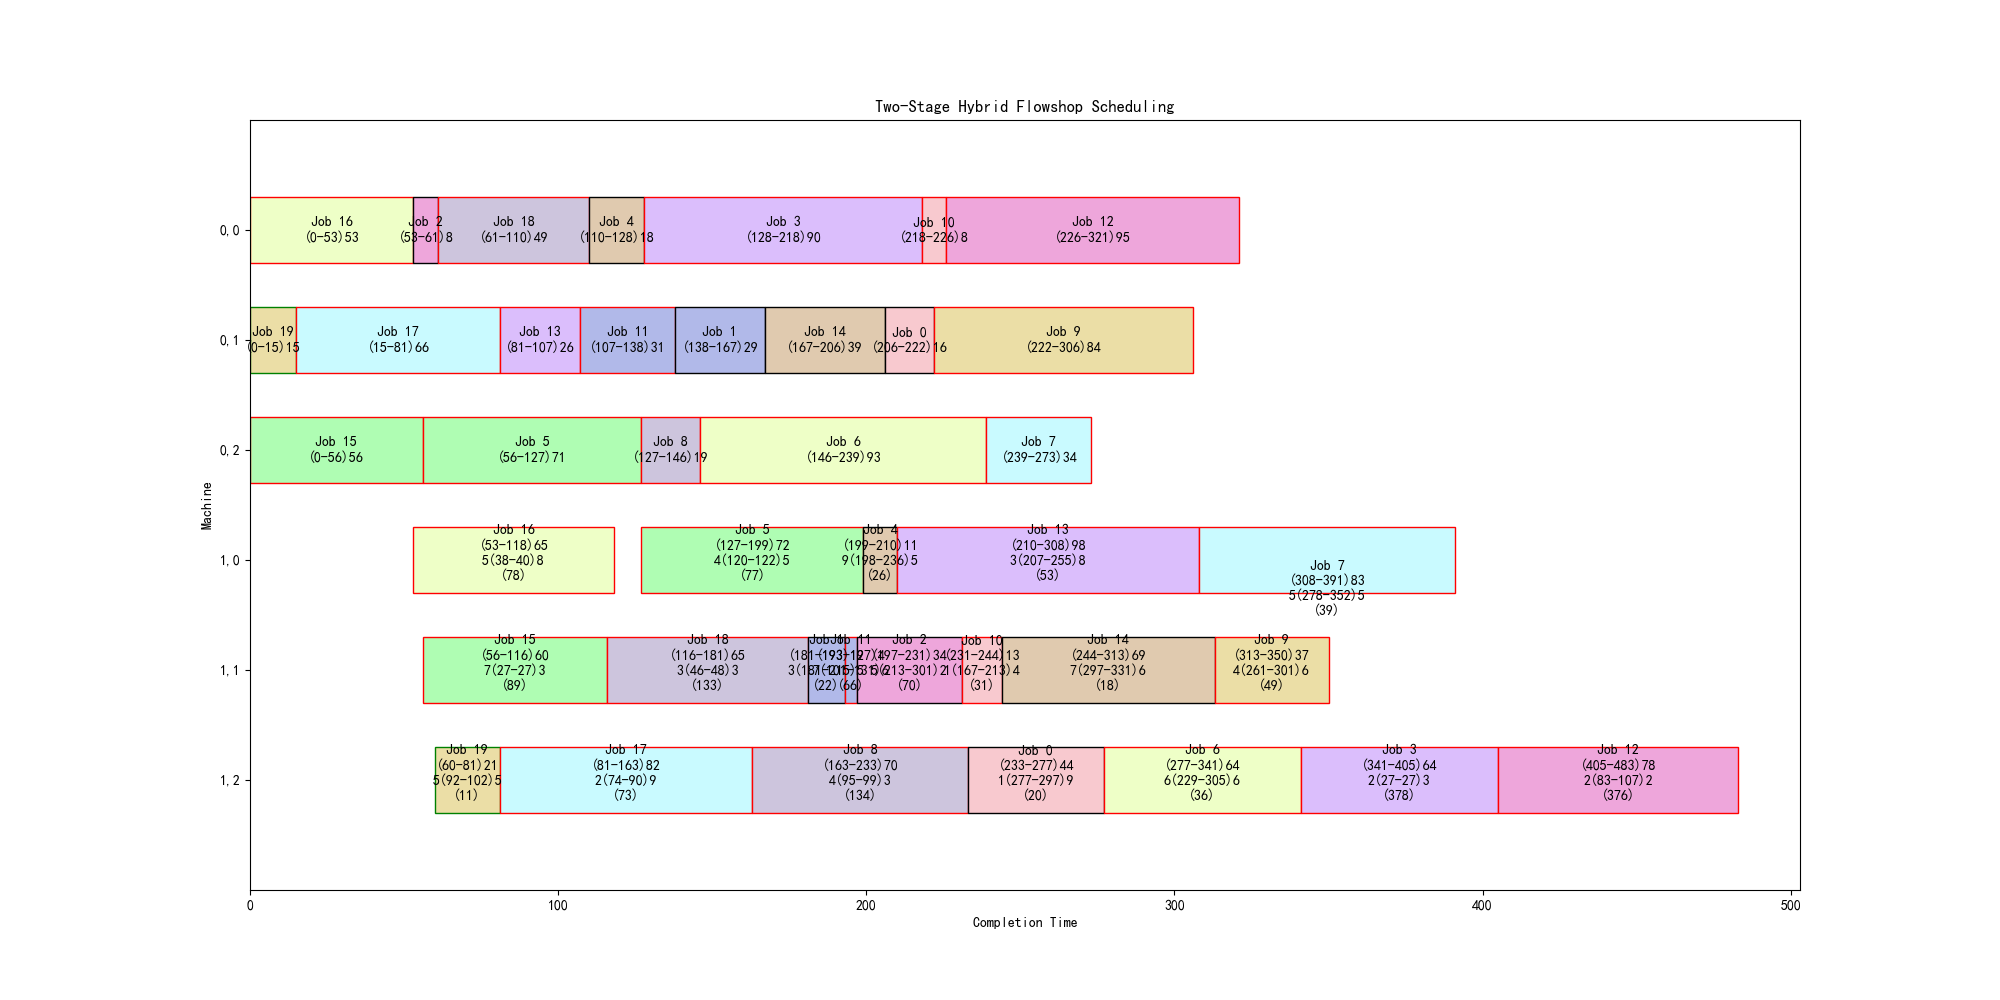 Two-Stage Hybrid Flowshop Scheduling
0,0
Job 16
(0-53)53
Job 2
(53-61)8
Job 18
(61-110)49
Job 4
(110-128)18
Job 3
(128-218)90
Job 10
(218-226)8
Job 12
(226-321)95
0,1
Job 19
(0-15)15
Job 17
(15-81)66
Job 13
(81-107)26
Job 11
(107-138)31
Job 1
(138-167)29
Job 14
(167-206)39
Job 0
(206-222)16
Job 9
(222-306)84
0,2
Job 15
(0-56)56
Job 5
(56-127)71
Job 8
(127-146)19
Job 6
(146-239)93
Job 7
(239-273)34
Machine
1,0
Job 16
(53-118)65
5(38-40)8
(78)
Job 5
(127-199)72
4(120-122)5
(77)
Job 4
(199-210)11
9(198-236)5
(26)
Job 13
(210-308)98
3(207-255)8
(53)
Job 7
(308-391)83
5(278-352)5
(39)
1,1
Job 15
(56-116)60
7(27-27)3
(89)
Job 18
(116-181)65
3(46-48)3
(133)
(22)
(66)
Job 2
(197-231)34
(70)
Job 10
(231-244)13
1(167-213)4
(31)
Job 14
(244-313)69
7(297-331)6
(18)
Job 9
(313-350)37
4(261-301)6
(49)
1,2
Job 19
(60-81)21
5(92-102)5
(11)
Job 17
(81-163)82
2(74-90)9
(73)
Job 8
(163-233)70
4(95-99)3
(134)
Job 0
(233-277)44
1(277-297)9
(20)
Job 6
(277-341)64
6(229-305)6
(36)
Job 3
(341-405)64
2(27-27)3
(378)
Job 12
(405-483)78
2(83-107)2
(376)
0
100
200
300
400
500
Completion Time